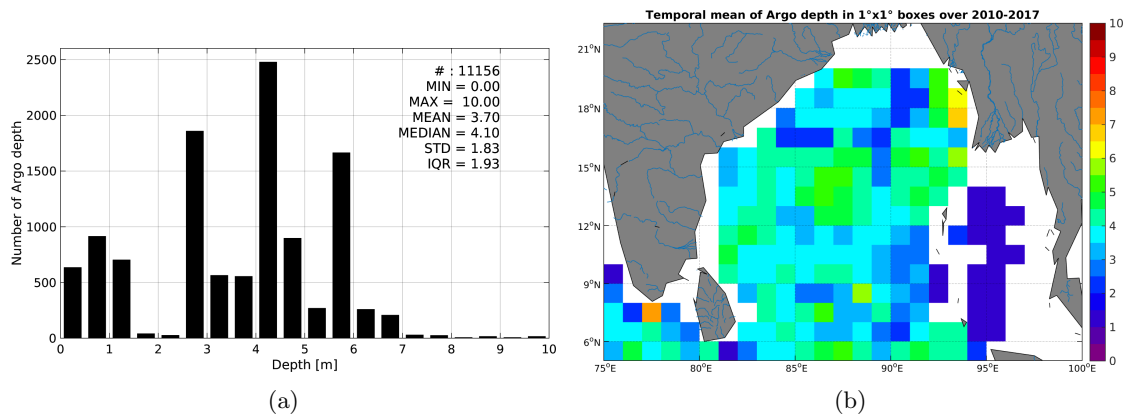 2500
2000
1500
1000
500
0
Number of Argo depth
# : 11156
MIN = 0.00
MAX = 10.00
MEAN = 3.70
MEDIAN = 4.10
STD = 1.83
IQR = 1.93
0 1 2 3 4 5 6 7 8 9 10
Depth [m]
(a)
Temporal mean of Argo depth in 1°x1° boxes over 2010-2017
21°N
18°N
15°N
12°N
9°N
6°N
75°E 80°E 85°E 90°E 95°E 100°E
10
9
8
7
6
5
4
3
2
1
0
(b)